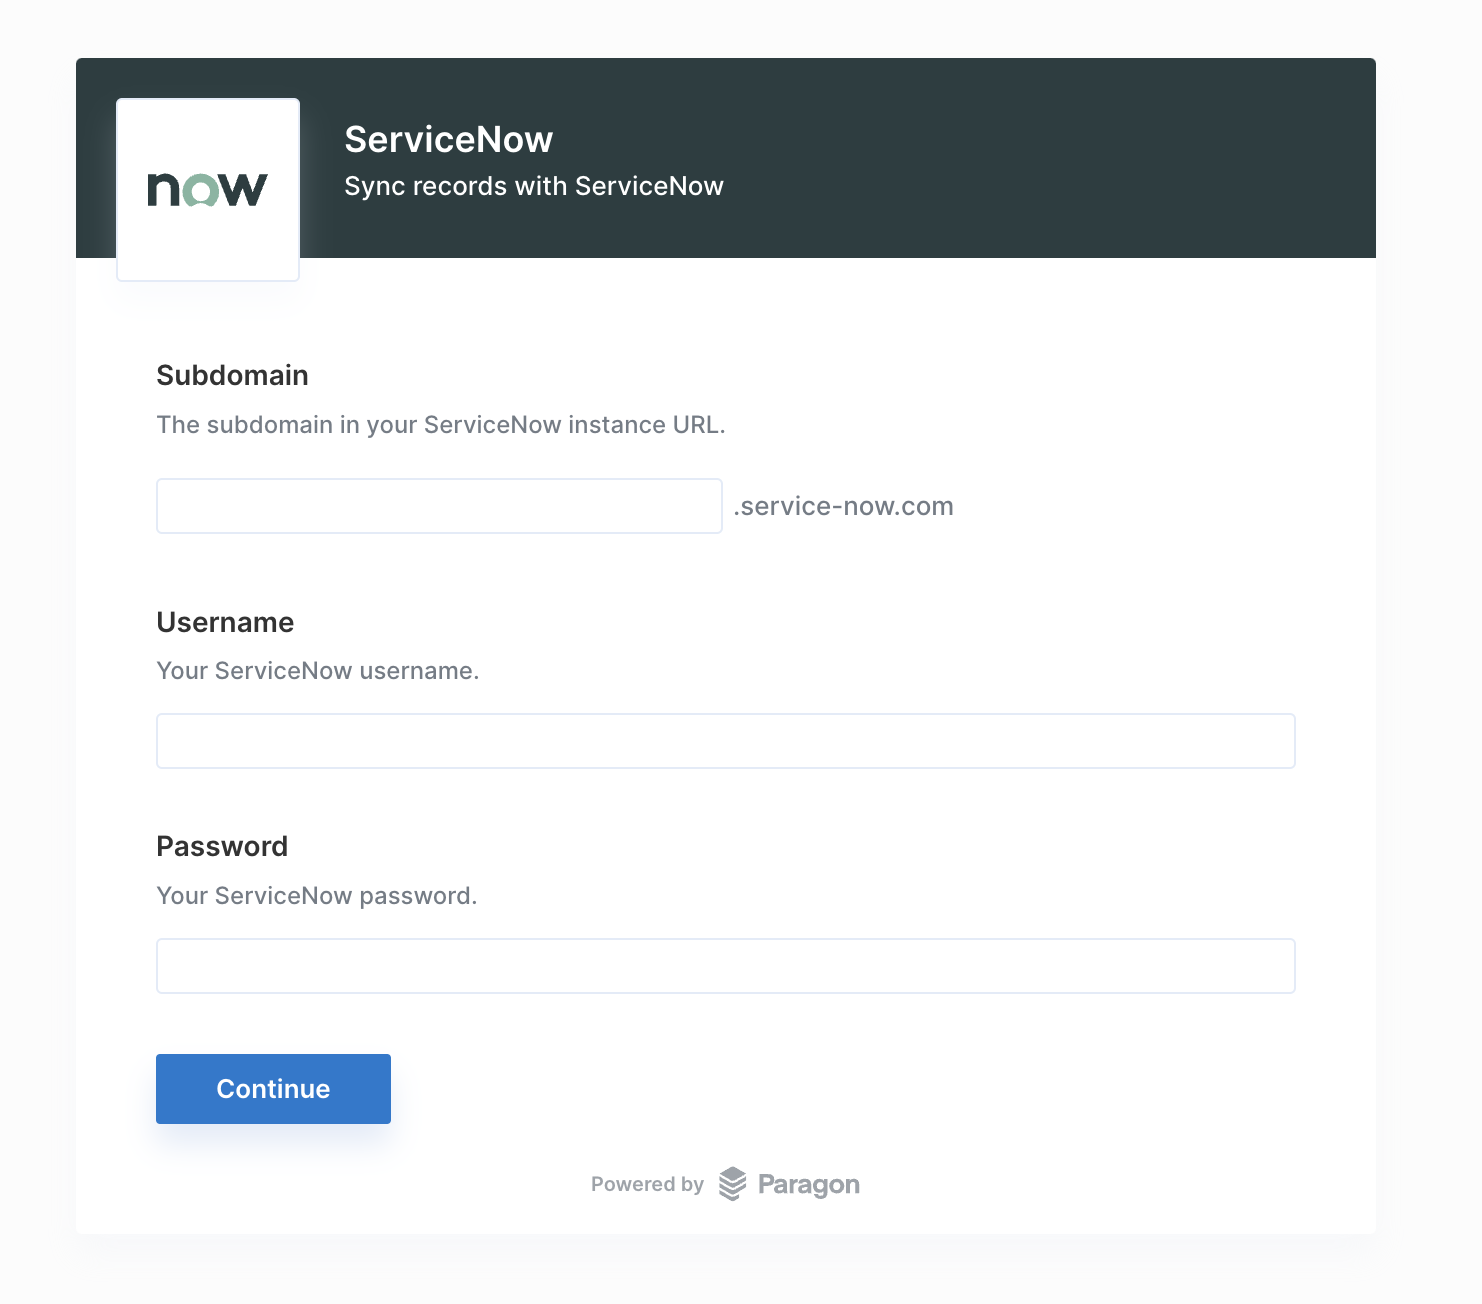 now
ServiceNow
Sync records with ServiceNow
Subdomain
The subdomain in your ServiceNow instance URL.
.service-now.com
Username
Your ServiceNow username.
Password
Your ServiceNow password.
Continue
Powered by Paragon